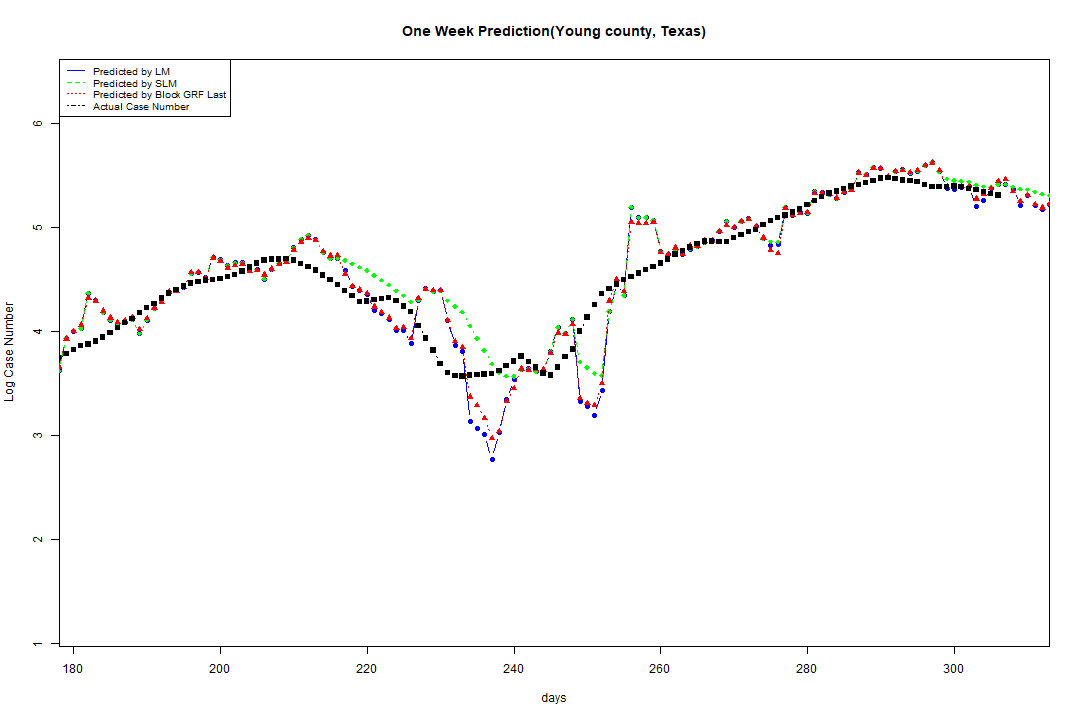 One Week Prediction(Young county, Texas)
Predicted by LM
Predicted by SLM
Predicted by Block GRF Last
Actual Case Number
Log Case Number
6
5
4
3
2
1
180 200 220 240 260 280 300
days